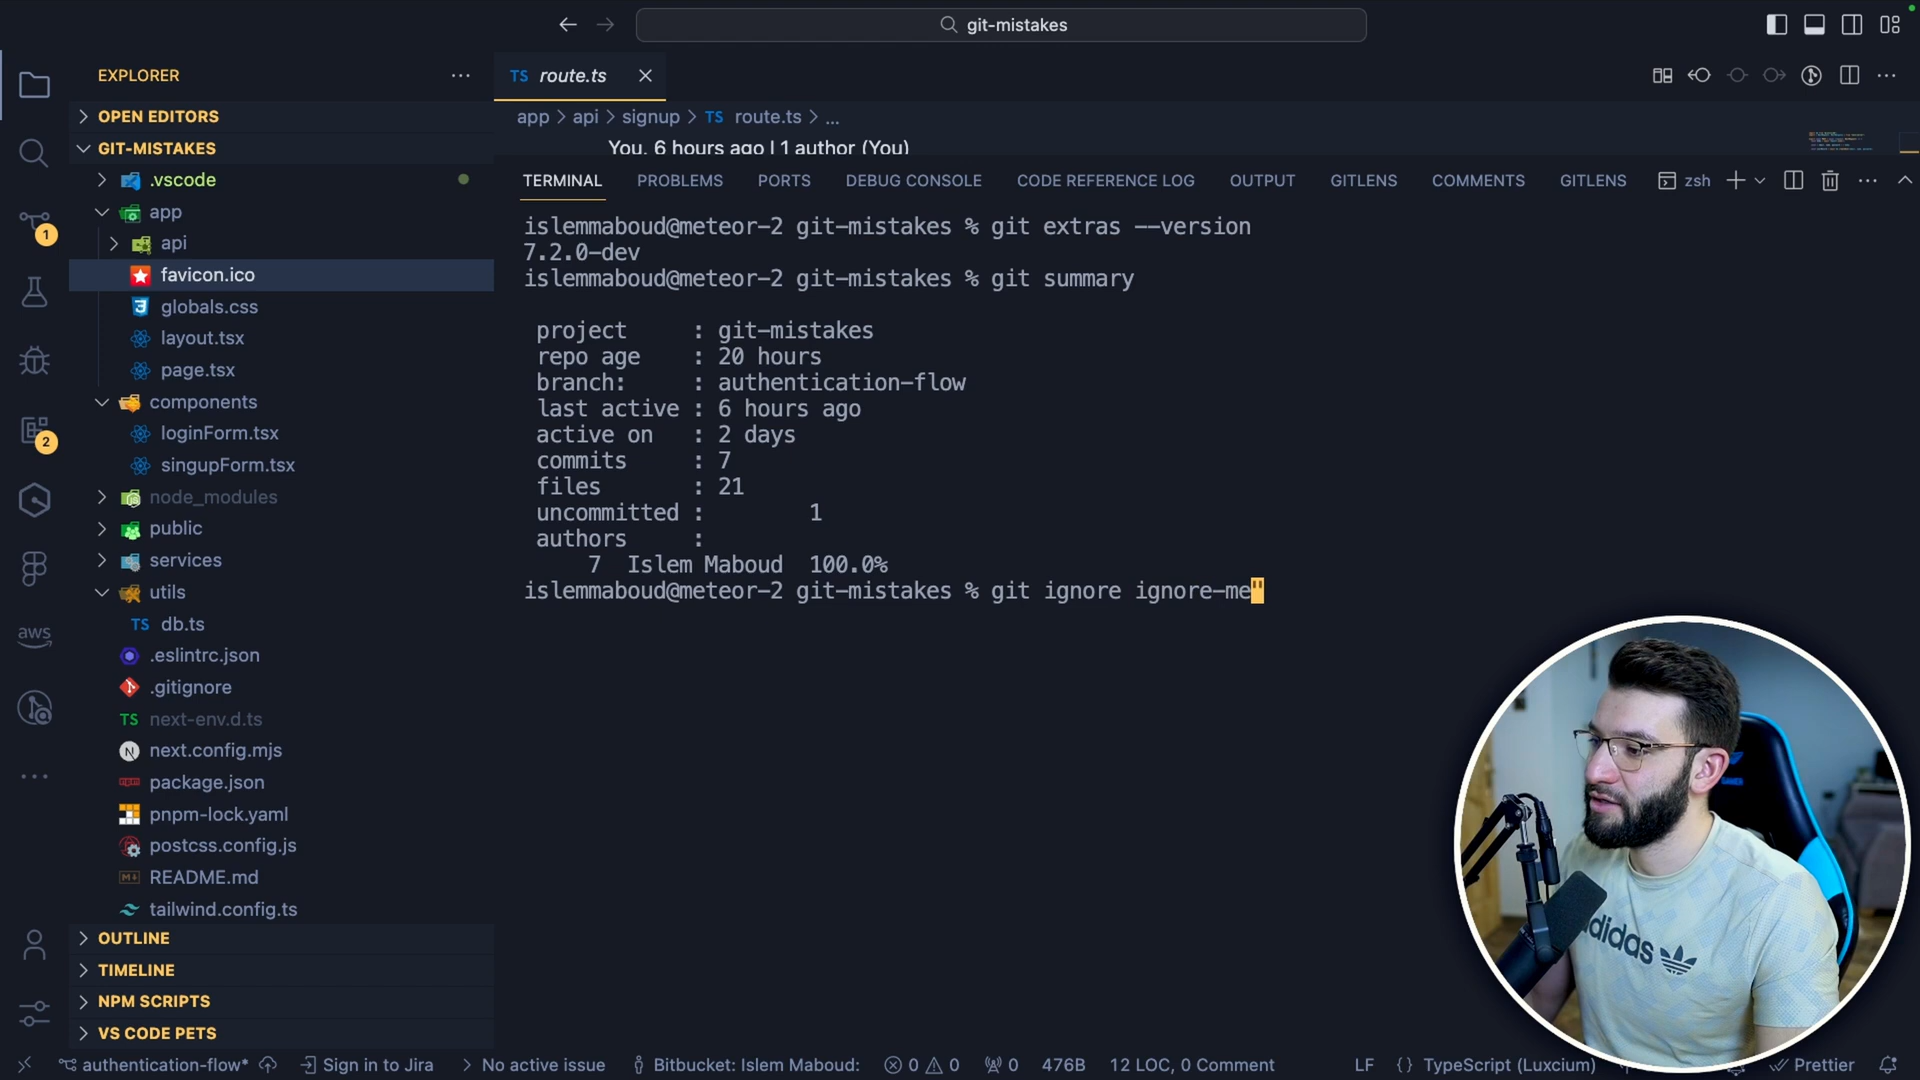 git-mistakes
EXPLORER
OPEN EDITORS
GIT-MISTAKES
.vscode
app
api
favicon.ico
globals.css
layout.tsx
page.tsx
components
loginForm.tsx
singupForm.tsx
node_modules
public
services
utils
TS db.ts
.eslintrc.json
.gitignore
TS next-env.d.ts
N next.config.mjs
package.json
pnpm-lock.yaml
postcss.config.js
README.md
tailwind.config.ts
OUTLINE
TIMELINE
NPM SCRIPTS
VS CODE PETS
1
2
aws
TS route.ts
app > api > signup > TS route.ts > ...
You, 6 hours ago | 1 author (You)
TERMINAL PROBLEMS PORTS DEBUG CONSOLE CODE REFERENCE LOG OUTPUT GITLENS COMMENTS GITLENS zsh
islemmaboud@meteor-2 git-mistakes % git extras --version
7.2.0-dev
islemmaboud@meteor-2 git-mistakes % git summary
project : git-mistakes
repo age : 20 hours
branch: : authentication-flow
last active : 6 hours ago
active on : 2 days
commits : 7
files : 21
uncommitted : 1
authors :
7 Islem Maboud 100.0%
islemmaboud@meteor-2 git-mistakes % git ignore ignore-me"
adidas
authentication-flow* Sign in to Jira > No active issue Bitbucket: Islem Maboud: 0 0 0 476B 12 LOC, 0 Comment LF {} TypeScript (Luxcium) Prettier